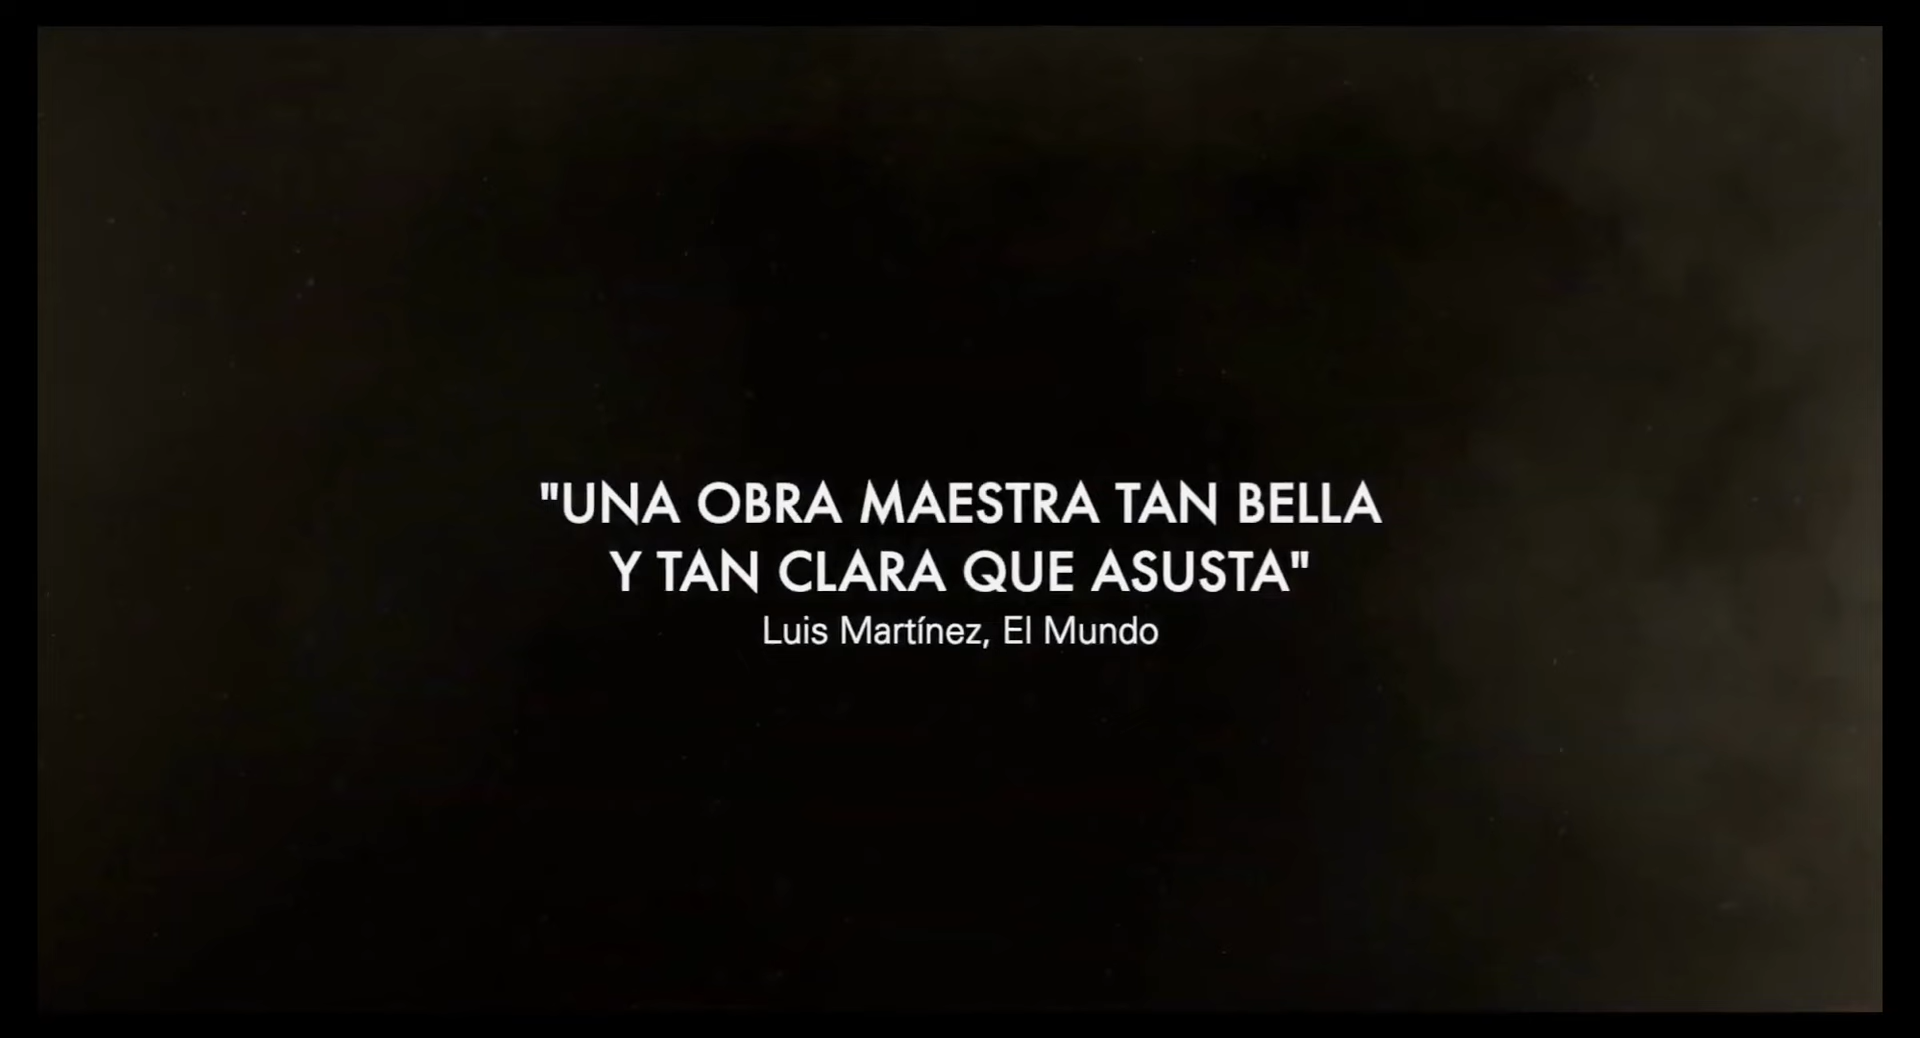 "UNA OBRA MAESTRA TAN BELLA
Y TAN CLARA QUE ASUSTA"
Luis Martínez, El Mundo